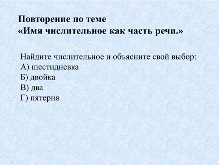 Повторение по теме
«Имя числительное как часть речи.»
Найдите числительное и объясните свой выбор:
А) шестидневка
Б) двойка
В) два
Г) пятерня